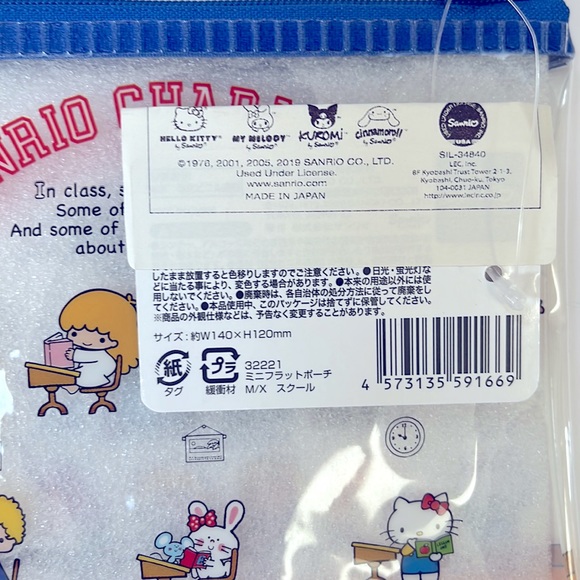 NRIO CHARA
HELLO KITTY
by Sanrio
MY MELODY
by Sanrio
KUROMI
by Sanrio
cinnamoroll
by Sanrio
Sanrio
USA
©1976, 2001, 2005, 2019 SANRIO CO., LTD.
Used Under License.
www.sanrio.com
MADE IN JAPAN
SIL-34840
LEC, Inc.
6F Kyobashi Trust Tower 2-1-3,
Kyobashi, Chuo-ku, Tokyo
104-0031 JAPAN
http://www.lecinc.co.jp
In class, s
Some of
And some of
about
したまま放置すると色移りしますのでご注意ください。●日光・蛍光灯な
どに当たる事により、変色する場合があります。●本来の用途以外には使
用しないでください。●廃棄時は、各自治体の処分方法に従って廃棄し
てください。●本品使用中、このパッケージは捨てずに保管してください。
※商品の外観仕様などは、予告なく変更することがあります。
サイズ:約W140×H120mm
紙
タグ
プラ
緩衝材
32221
ミニフラットポーチ
M/X スクール
4 573135 591669